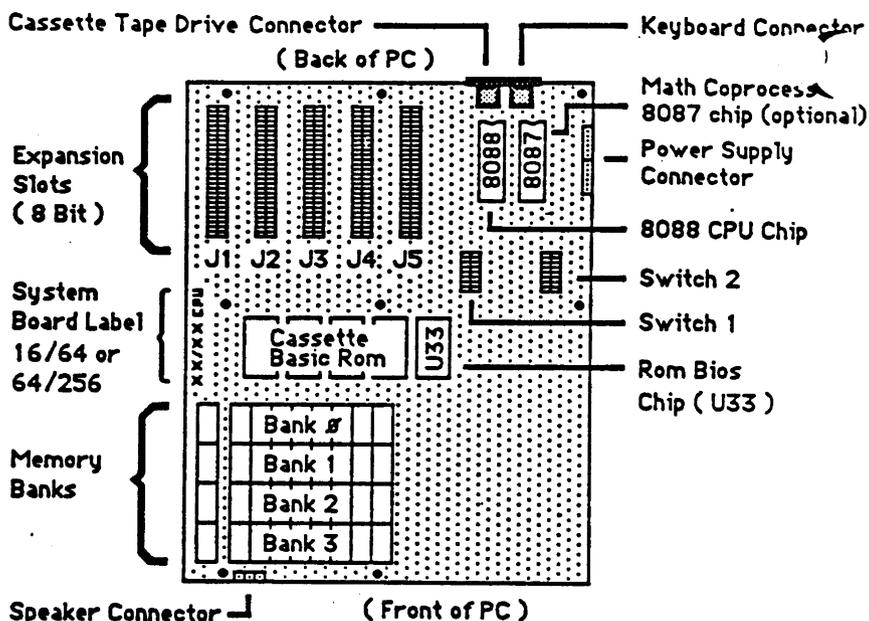 Cassette Tape Drive Connector
Keyboard Connector
( Back of PC )
Math Coprocess
8087 chip (optional)
Expansion
Slots
( 8 Bit )
8088
8087
Power Supply
Connector
8088 CPU Chip
J1 J2 J3 J4 J5
Switch 2
System
Board Label
16/64 or
64/256
XX/XX CPU
Switch 1
Cassette
Basic Rom
U33
Rom Bios
Chip ( U33 )
Memory
Banks
Bank 0
Bank 1
Bank 2
Bank 3
Speaker Connector
( Front of PC )